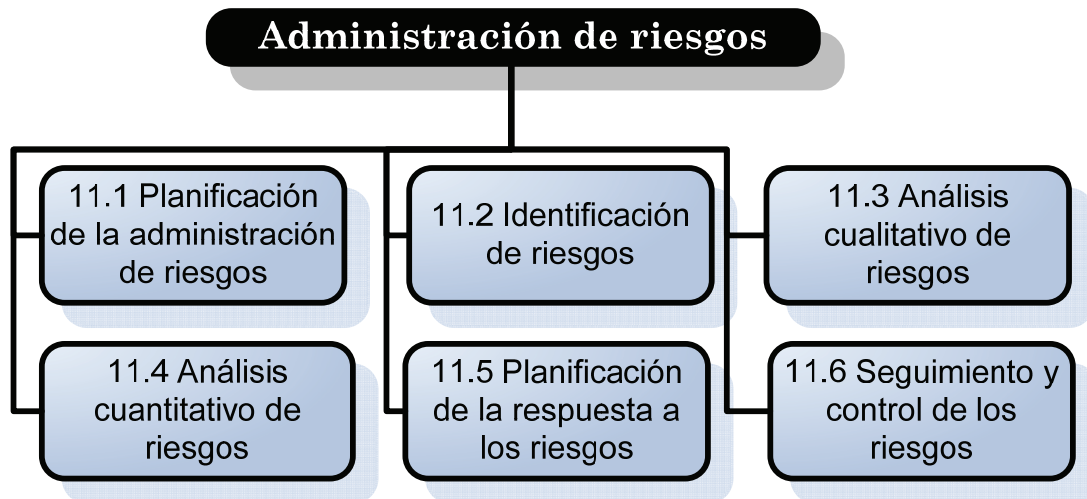 Administración de riesgos
11.1 Planificación
de la administración
de riesgos
11.2 Identificación
de riesgos
11.3 Análisis
cualitativo de
riesgos
11.4 Análisis
cuantitativo de
riesgos
11.5 Planificación
de la respuesta a
los riesgos
11.6 Seguimiento y
control de los
riesgos